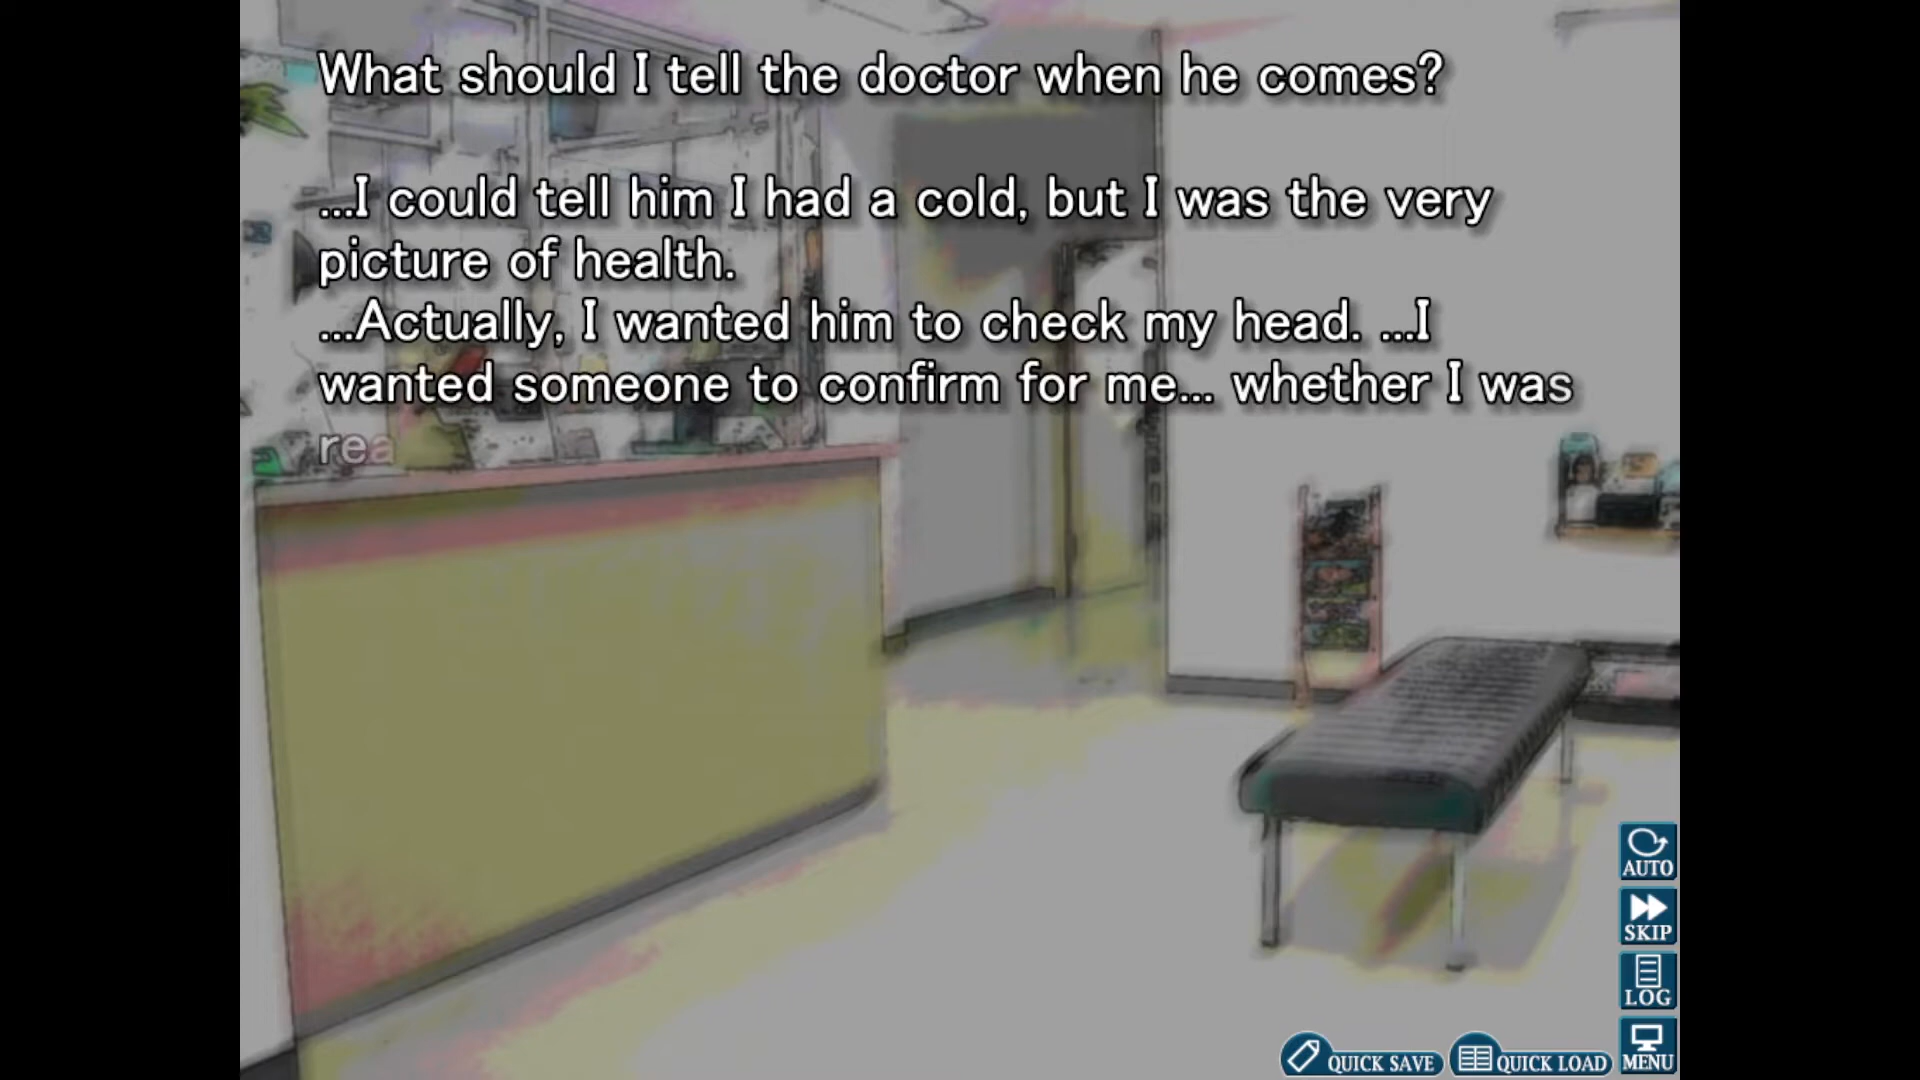 What should I tell the doctor when he comes?
...I could tell him I had a cold, but I was the very
picture of health.
...Actually, I wanted him to check my head. ...I
wanted someone to confirm for me... whether I was
rea
AUTO
SKIP
LOG
MENU
QUICK SAVE
QUICK LOAD